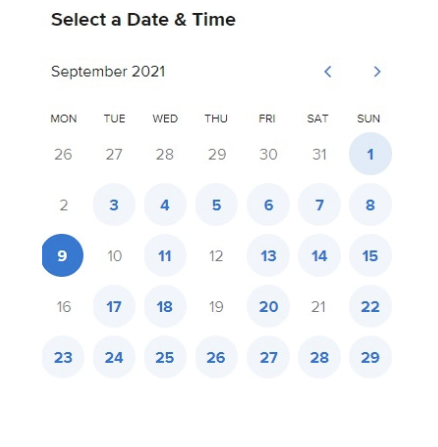 Select a Date & Time
September 2021
MON TUE WED THU FRI SAT SUN
26 27 28 29 30 31 1
2 3 4 5 6 7 8
9 10 11 12 13 14 15
16 17 18 19 20 21 22
23 24 25 26 27 28 29